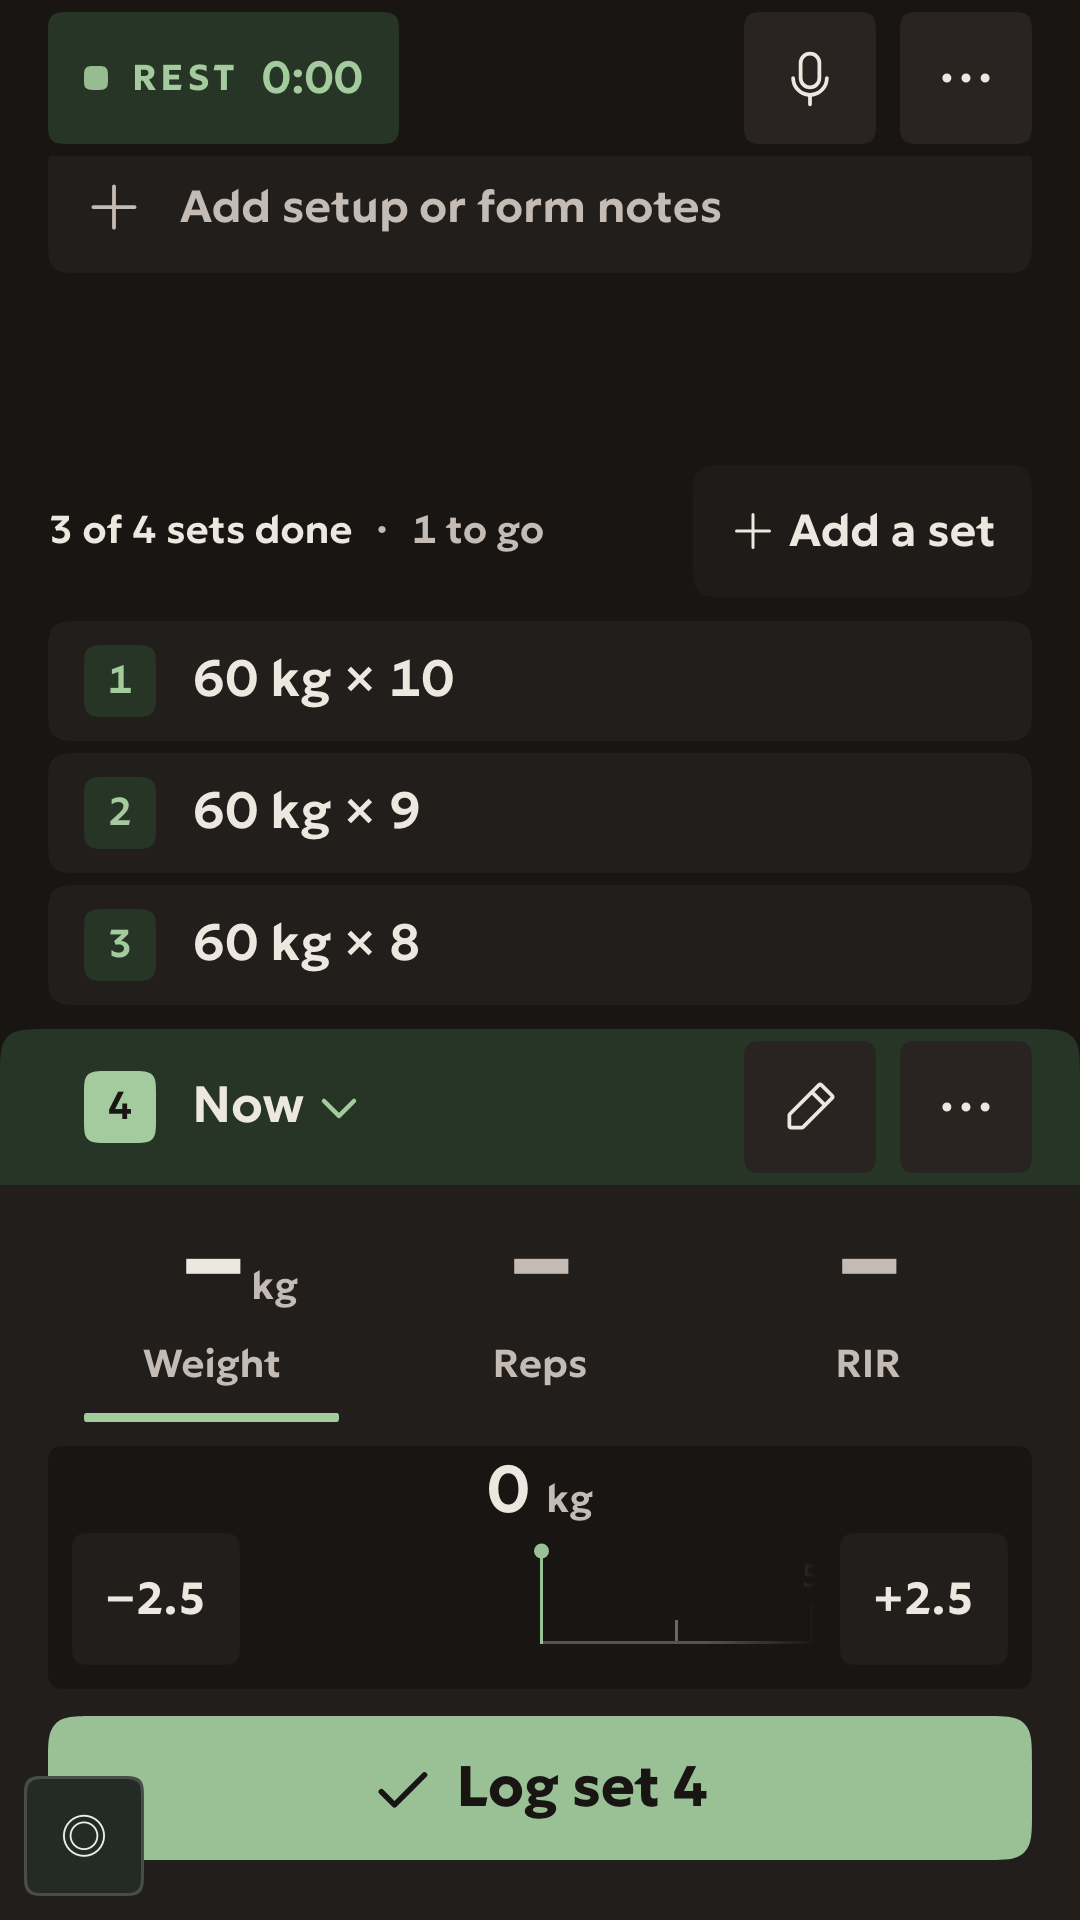 REST 0:00
Add setup or form notes
3 of 4 sets done · 1 to go
Add a set
1 60 kg × 10
2 60 kg × 9
3 60 kg × 8
4 Now
– kg – –
Weight Reps RIR
0 kg
−2.5 +2.5
Log set 4